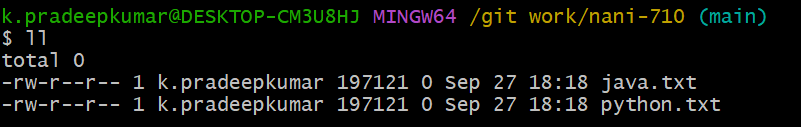 k.pradeepkumar@DESKTOP-CM3U8HJ MINGW64 /git work/nani-710 (main)
$ ll
total 0
-rw-r--r-- 1 k.pradeepkumar 197121 0 Sep 27 18:18 java.txt
-rw-r--r-- 1 k.pradeepkumar 197121 0 Sep 27 18:18 python.txt